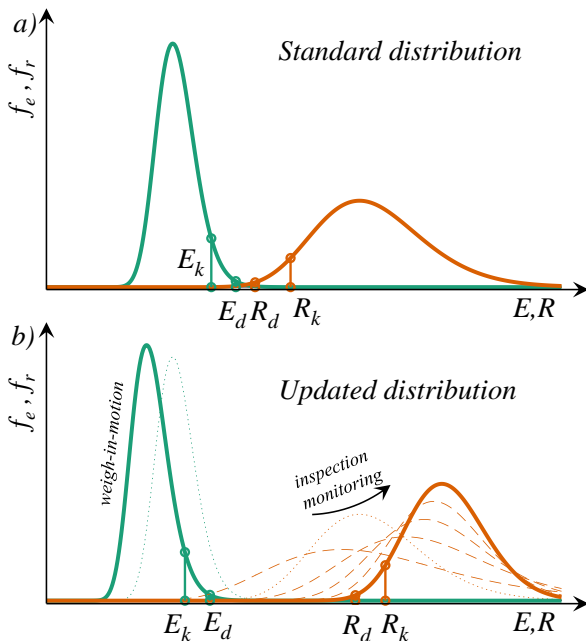 a)
f_e, f_r
Standard distribution
E_k
E_d R_d R_k E,R
b)
f_e, f_r
weigh-in-motion
Updated distribution
inspection
monitoring
E_k E_d R_d R_k E,R